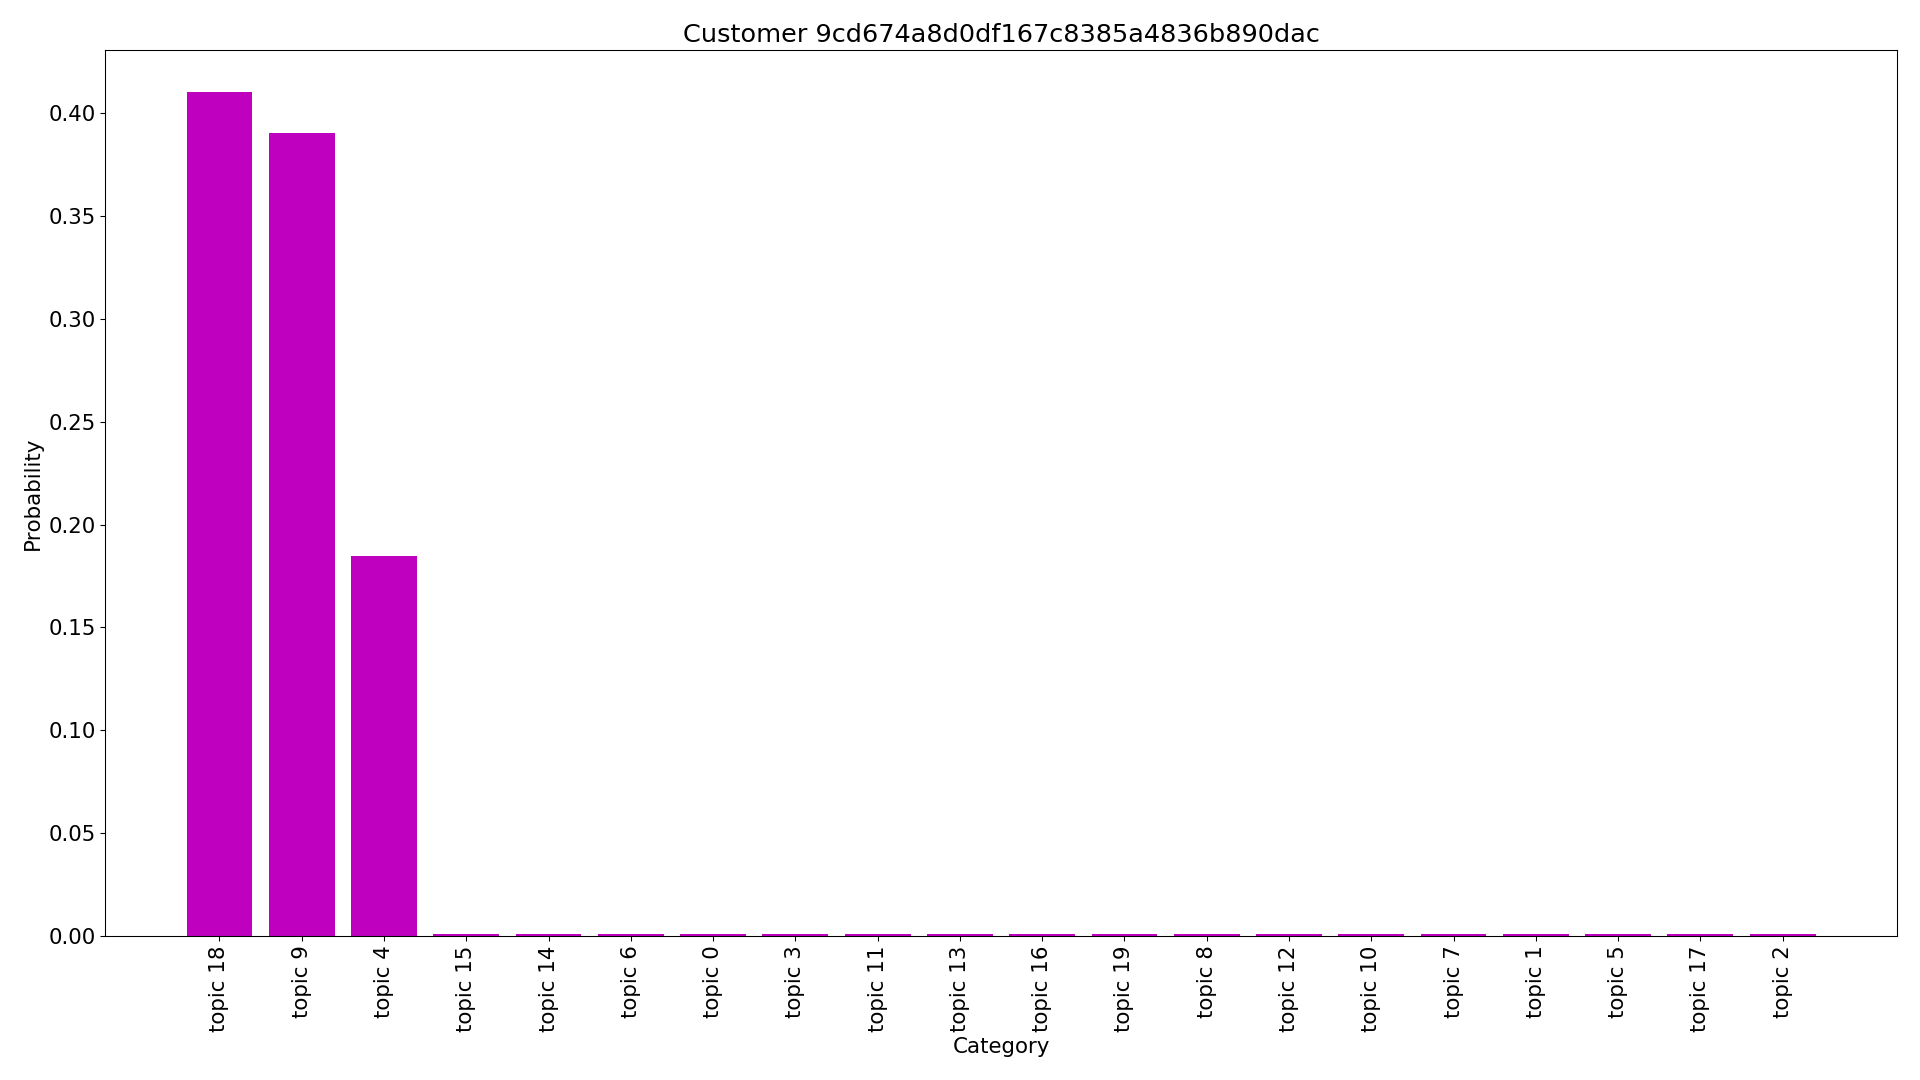 Customer 9cd674a8d0df167c8385a4836b890dac
0.40
0.35
0.30
0.25
0.20
0.15
0.10
0.05
0.00
Probability
topic 18
topic 9
topic 4
topic 15
topic 14
topic 6
topic 0
topic 3
topic 11
topic 13
topic 16
topic 19
topic 8
topic 12
topic 10
topic 7
topic 1
topic 5
topic 17
topic 2
Category